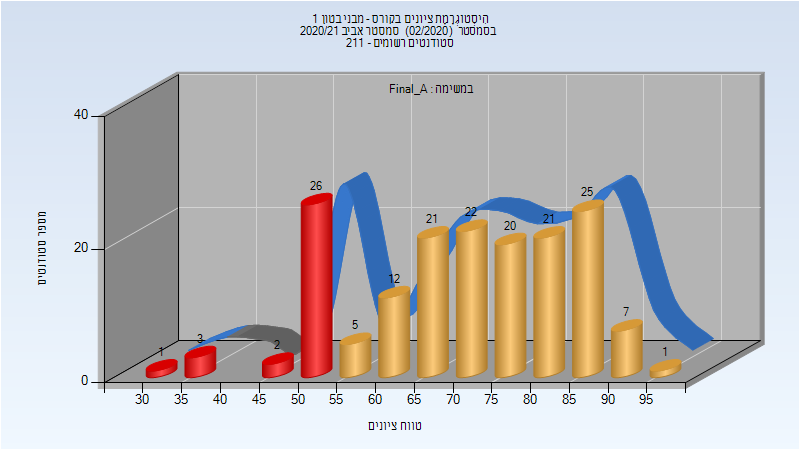 היסטוגרמת ציונים בקורס - מבני בטון 1
בסמסטר (02/2020) סמסטר אביב 2020/21
סטודנטים רשומים - 211
במשימה : Final_A
מספר סטודנטים
40
20
0
1
3
2
26
5
12
21
22
20
21
25
7
1
30 35 40 45 50 55 60 65 70 75 80 85 90 95
טווח ציונים